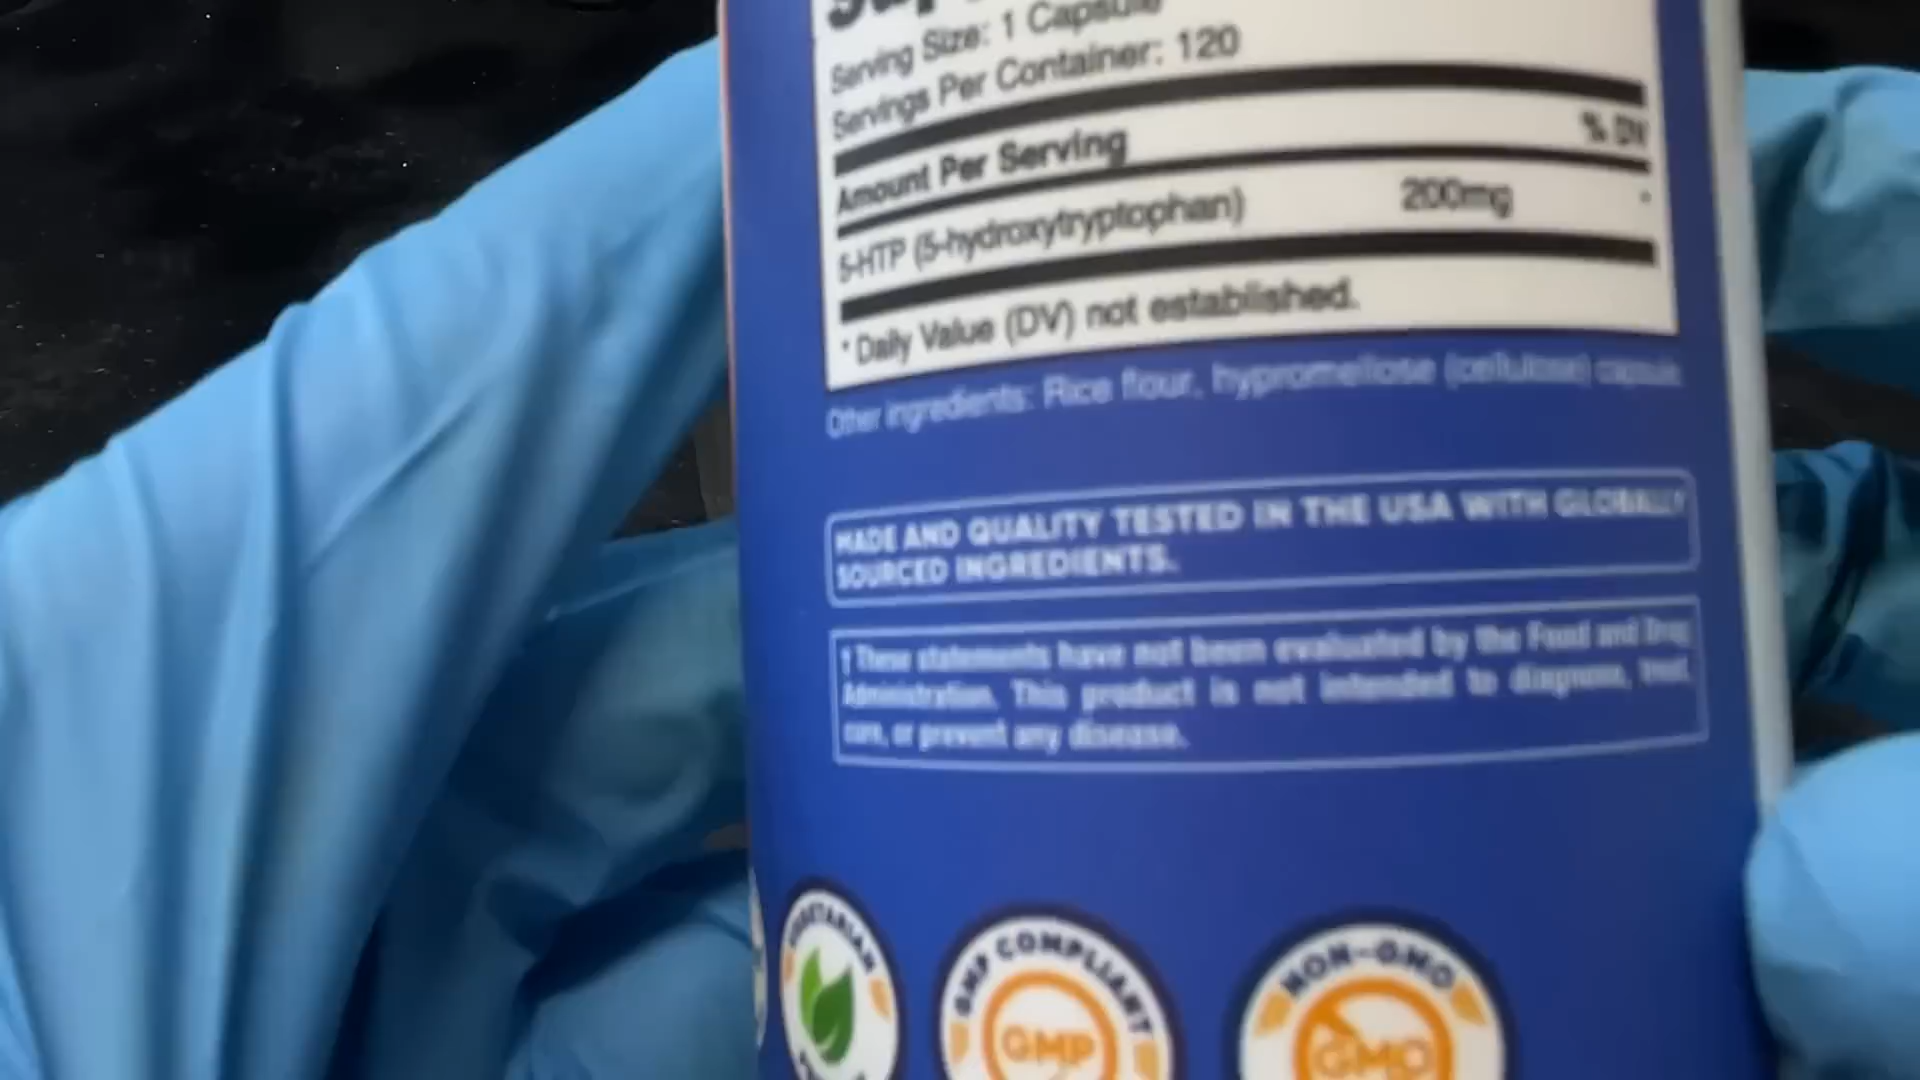 Serving Size: 1 Capsule
Servings Per Container: 120
Amount Per Serving % DV
5-HTP (5-hydroxytryptophan) 200mg *
* Daily Value (DV) not established.
Other ingredients: Rice flour, hypromellose (cellulose) capsule
MADE AND QUALITY TESTED IN THE USA WITH GLOBALLY
SOURCED INGREDIENTS.
† These statements have not been evaluated by the Food and Drug
Administration. This product is not intended to diagnose, treat,
cure, or prevent any disease.
VEGETARIAN
GMP COMPLIANT
GMP
NON-GMO
GMO